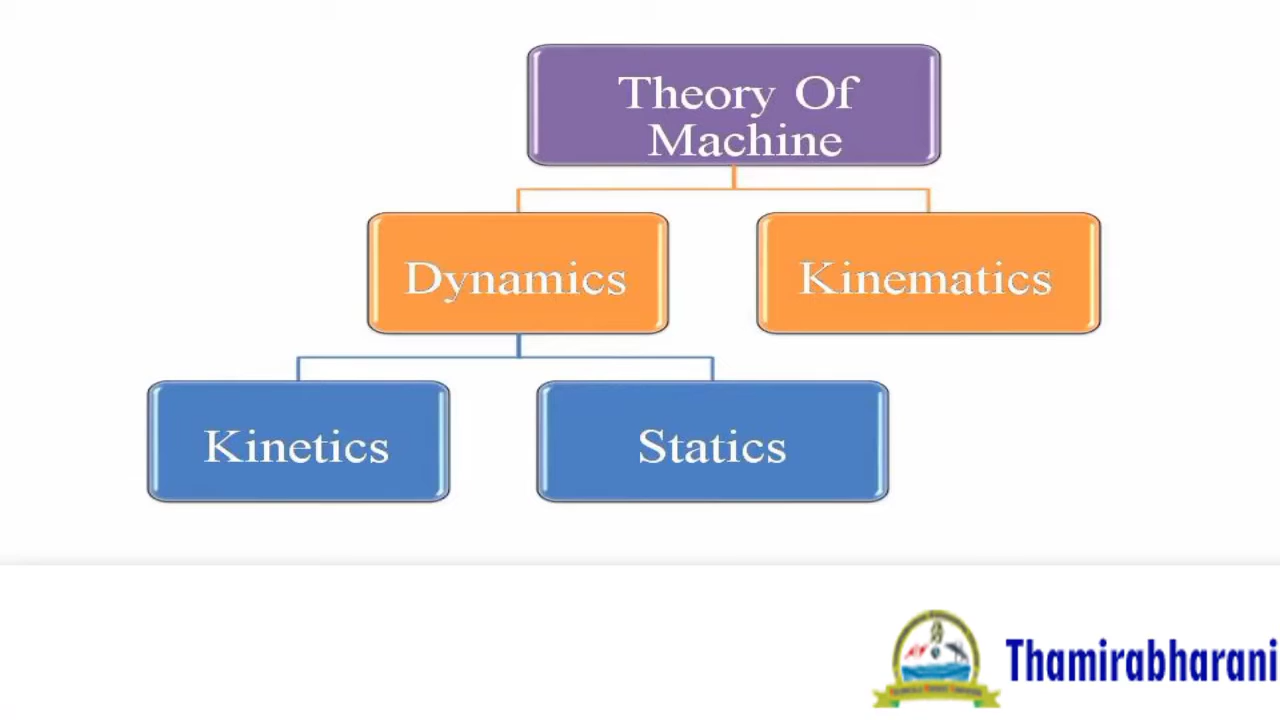 Theory Of
Machine
Dynamics
Kinematics
Kinetics
Statics
Thamirabharani